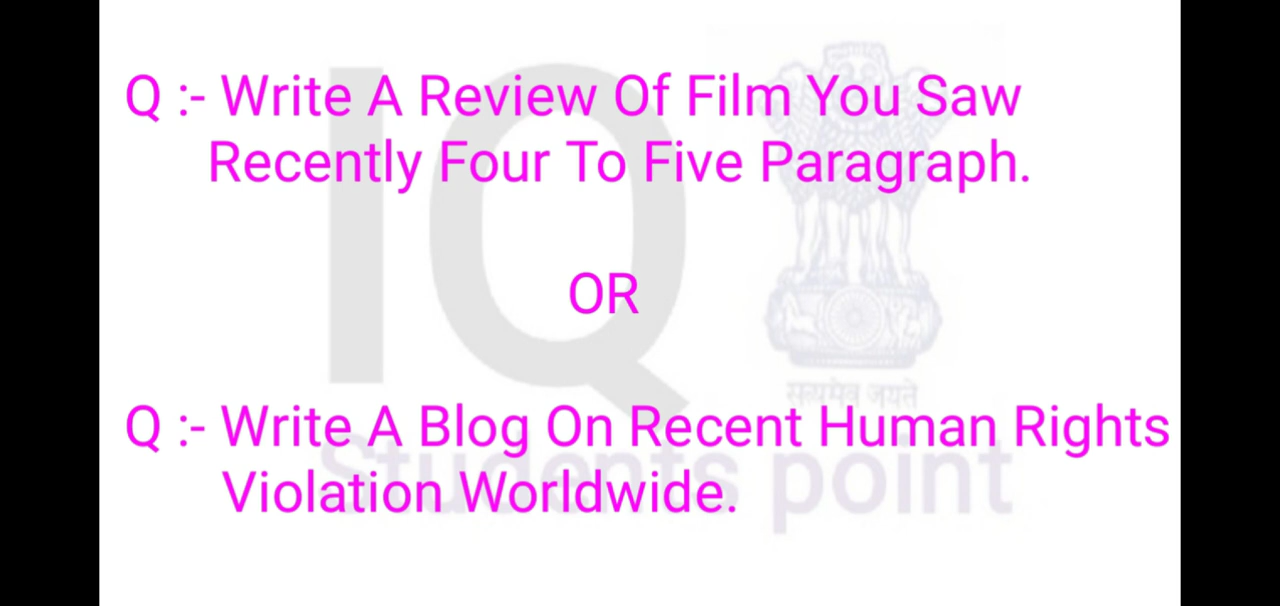 Q :- Write A Review Of Film You Saw
Recently Four To Five Paragraph.
OR
Q :- Write A Blog On Recent Human Rights
Violation Worldwide.
IQ
सत्यमेव जयते
Students point